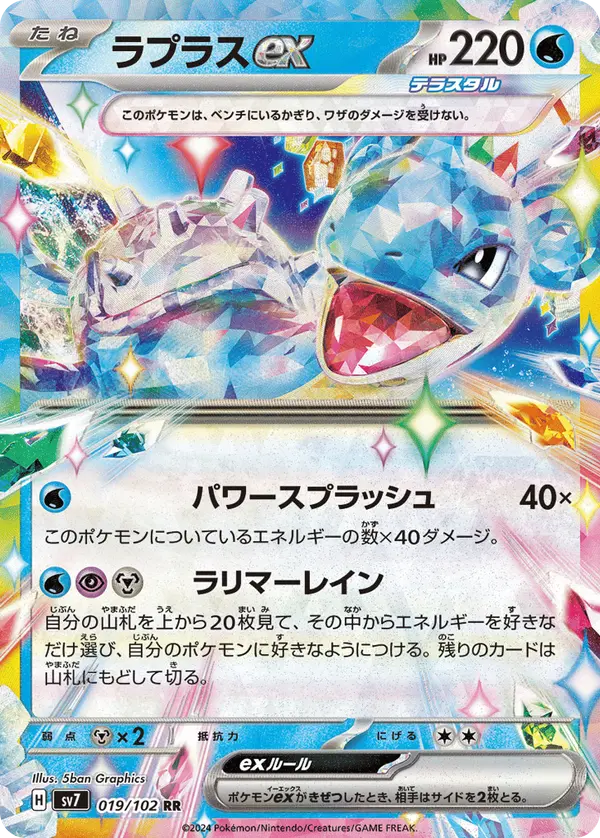 たね ラプラスex HP220
テラスタル
このポケモンは、ベンチにいるかぎり、ワザのダメージを受けない。
パワースプラッシュ 40×
このポケモンについているエネルギーの数×40ダメージ。
ラリマーレイン
自分の山札を上から20枚見て、その中からエネルギーを好きな
だけ選び、自分のポケモンに好きなようにつける。残りのカードは
山札にもどして切る。
弱点 ×2 抵抗力 にげる
exルール
ポケモンexがきぜつしたとき、相手はサイドを2枚とる。
Illus. 5ban Graphics
H sv7 019/102 RR
©2024 Pokémon/Nintendo/Creatures/GAME FREAK.